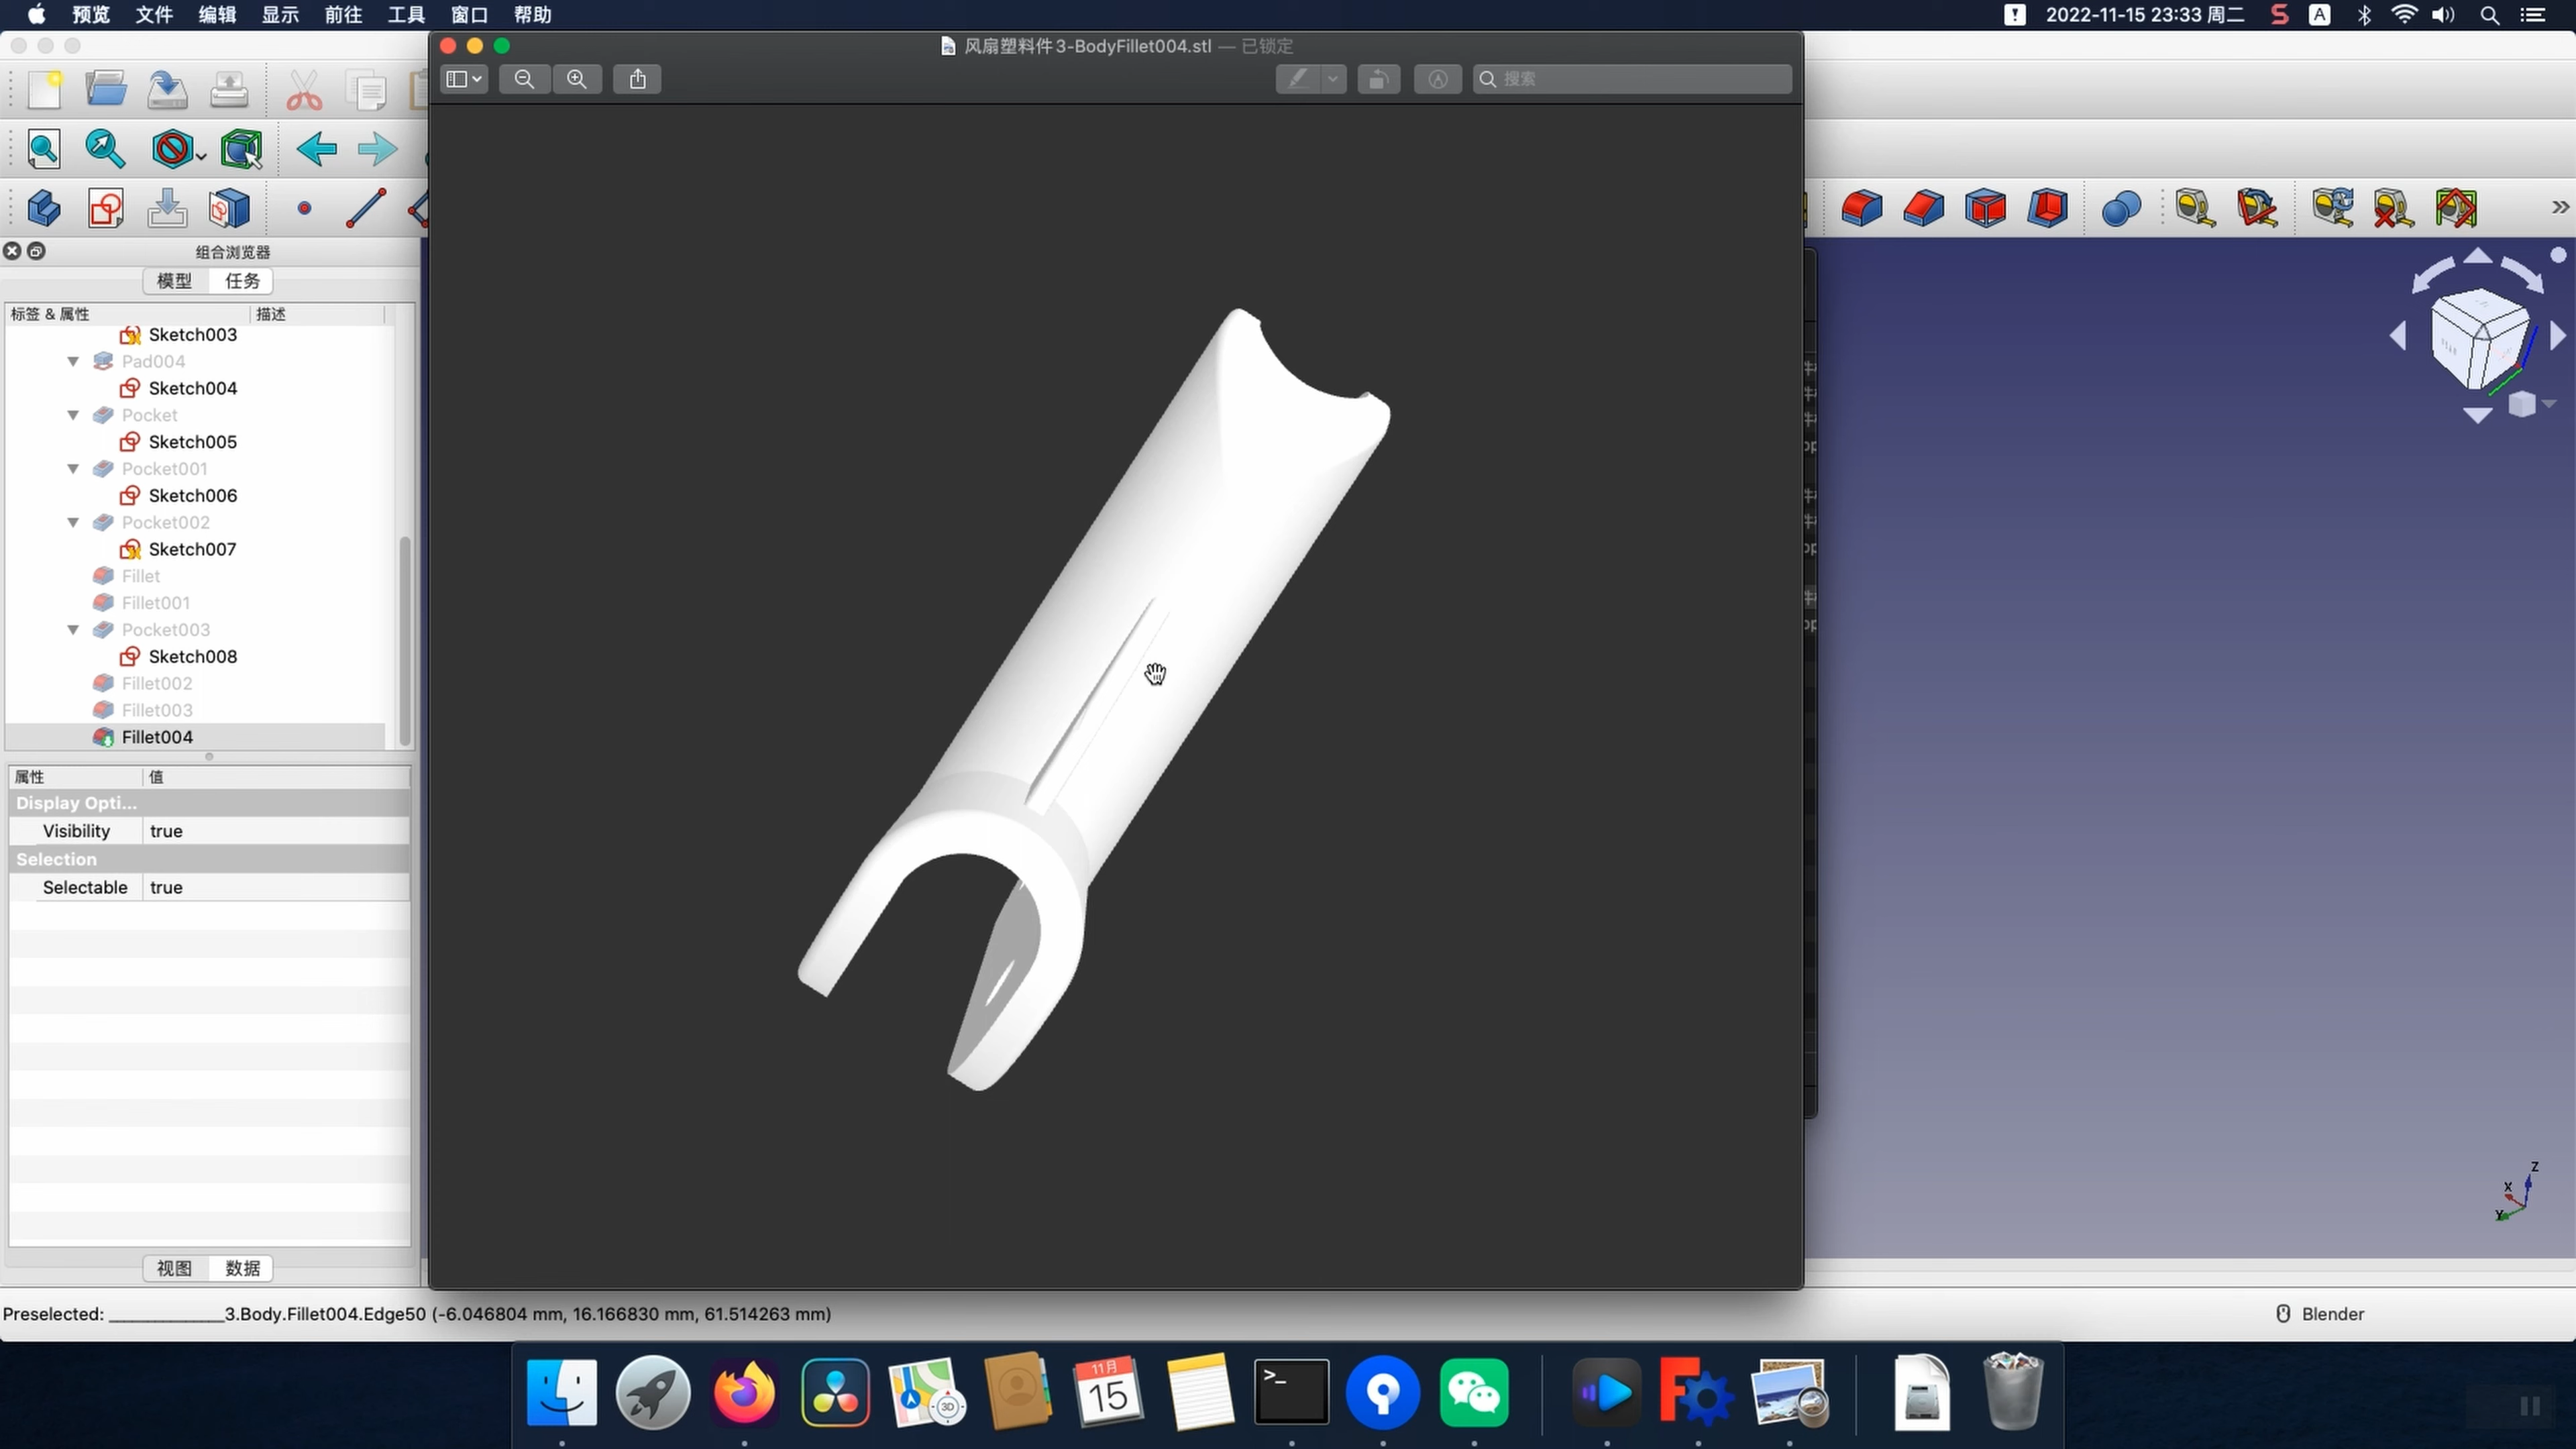 预览 文件 编辑 显示 前往 工具 窗口 帮助
2022-11-15 23:33 周二
A
风扇塑料件3-BodyFillet004.stl — 已锁定
搜索
组合浏览器
模型 任务
标签 & 属性 描述
Sketch003
Pad004
Sketch004
Pocket
Sketch005
Pocket001
Sketch006
Pocket002
Sketch007
Fillet
Fillet001
Pocket003
Sketch008
Fillet002
Fillet003
Fillet004
属性 值
Display Opti...
Visibility true
Selection
Selectable true
视图 数据
Z
X
Y
Preselected: ______________3.Body.Fillet004.Edge50 (-6.046804 mm, 16.166830 mm, 61.514263 mm)
Blender
3D
11月
15
>_